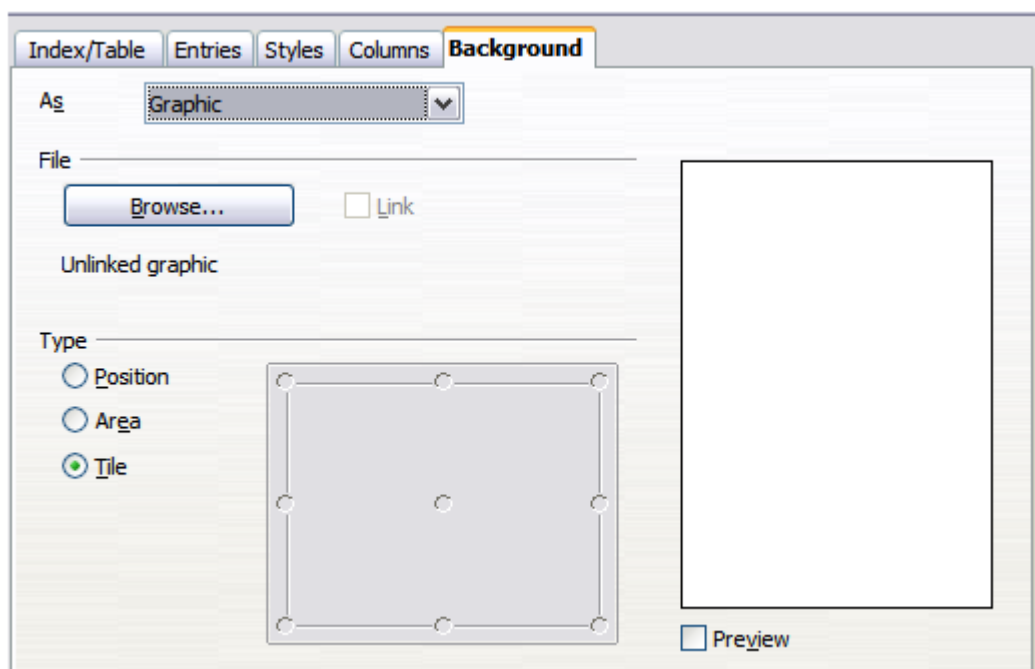 Index/Table Entries Styles Columns Background
As Graphic
File
Browse... Link
Unlinked graphic
Type
Position
Area
Tile
Preview